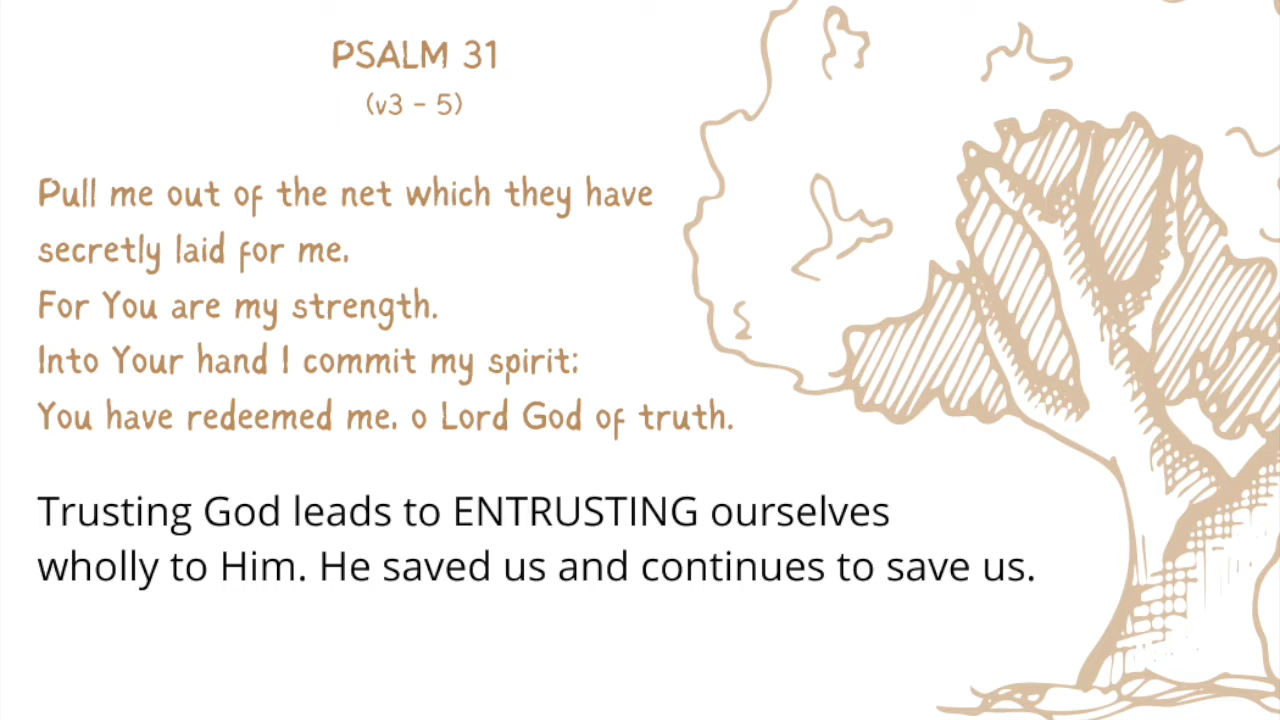 PSALM 31
(v3 - 5)
Pull me out of the net which they have
secretly laid for me,
For You are my strength.
Into Your hand I commit my spirit;
You have redeemed me, o Lord God of truth.
Trusting God leads to ENTRUSTING ourselves
wholly to Him. He saved us and continues to save us.